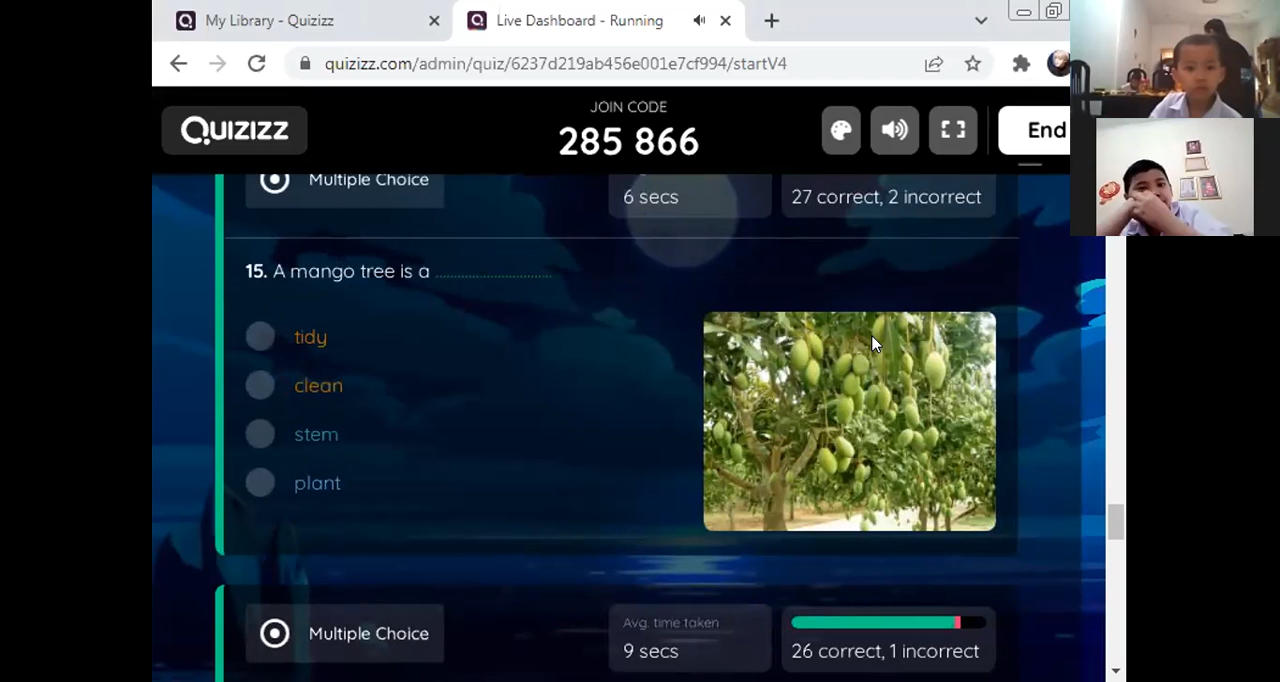 My Library - Quizizz
Live Dashboard - Running
quizizz.com/admin/quiz/6237d219ab456e001e7cf994/startV4
QUIZIZZ
JOIN CODE
285 866
End
Multiple Choice
6 secs
27 correct, 2 incorrect
15. A mango tree is a ..............................
tidy
clean
stem
plant
Multiple Choice
Avg. time taken
9 secs
26 correct, 1 incorrect